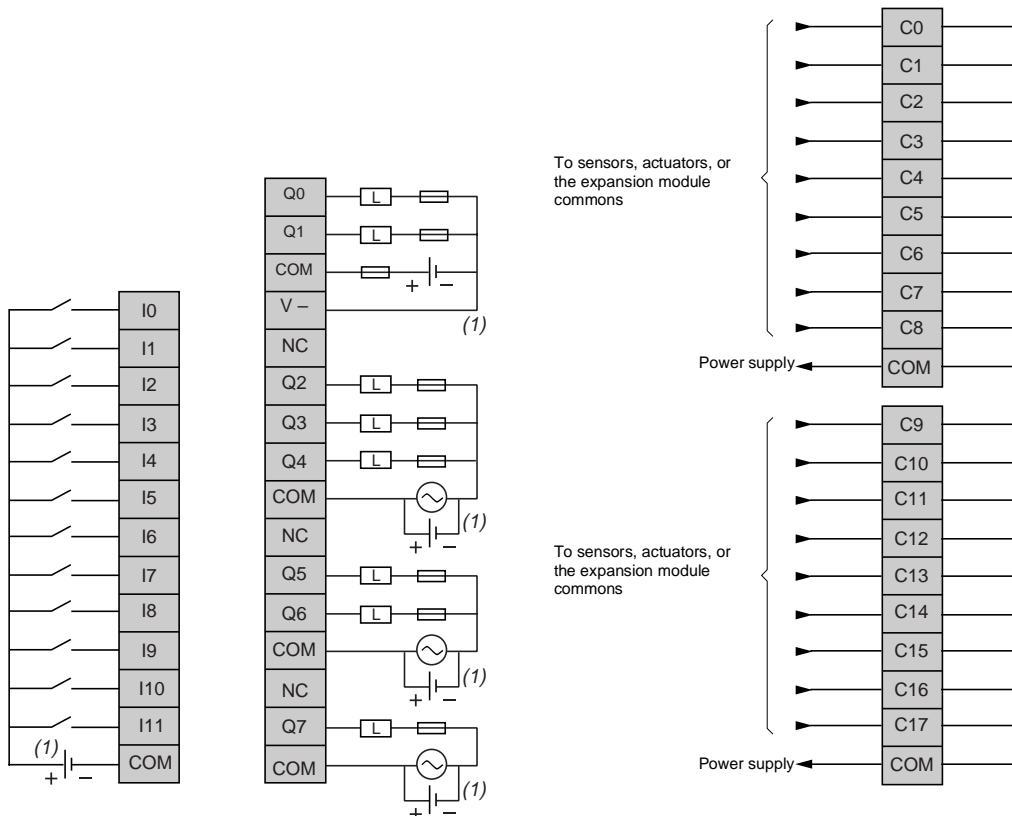 I0
I1
I2
I3
I4
I5
I6
I7
I8
I9
I10
I11
(1)
+ –
COM
Q0 L
Q1 L
COM + –
V –
(1)
NC
Q2 L
Q3 L
Q4 L
COM
(1)
+ –
NC
Q5 L
Q6 L
COM
(1)
+ –
NC
Q7 L
COM
(1)
+ –
To sensors, actuators, or
the expansion module
commons
C0
C1
C2
C3
C4
C5
C6
C7
C8
Power supply COM
To sensors, actuators, or
the expansion module
commons
C9
C10
C11
C12
C13
C14
C15
C16
C17
Power supply COM